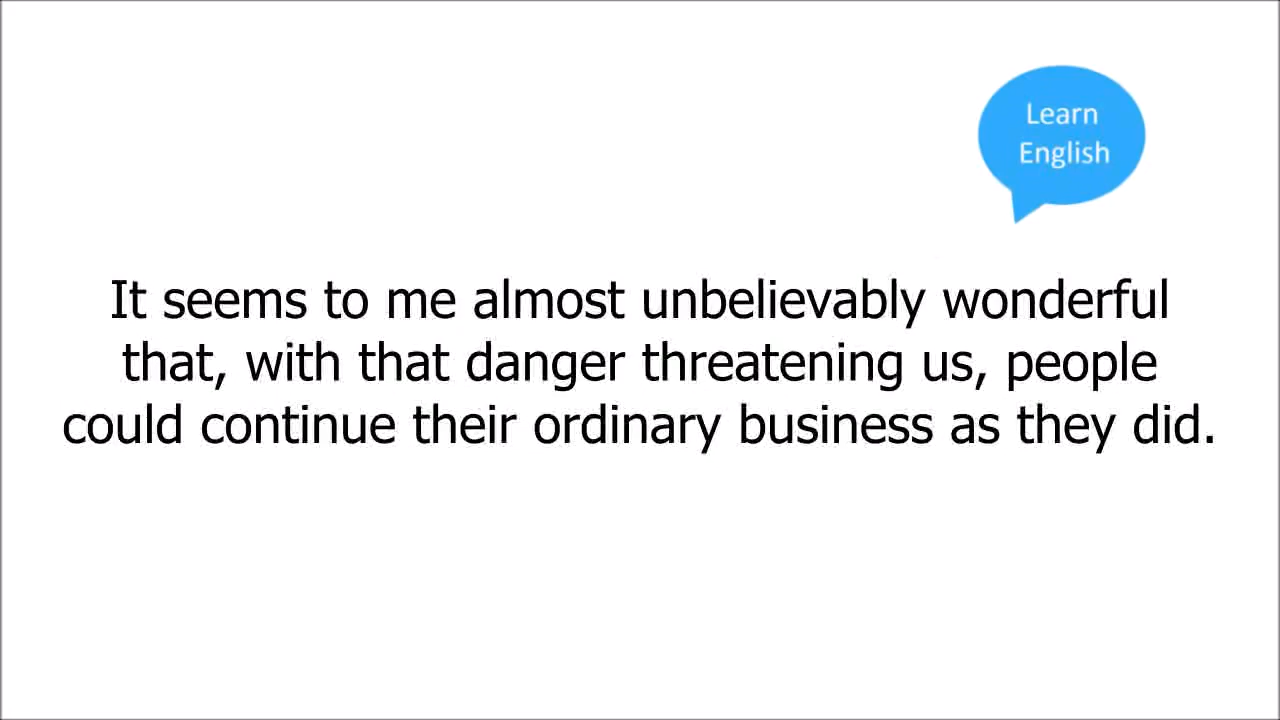 Learn
English
It seems to me almost unbelievably wonderful
that, with that danger threatening us, people
could continue their ordinary business as they did.